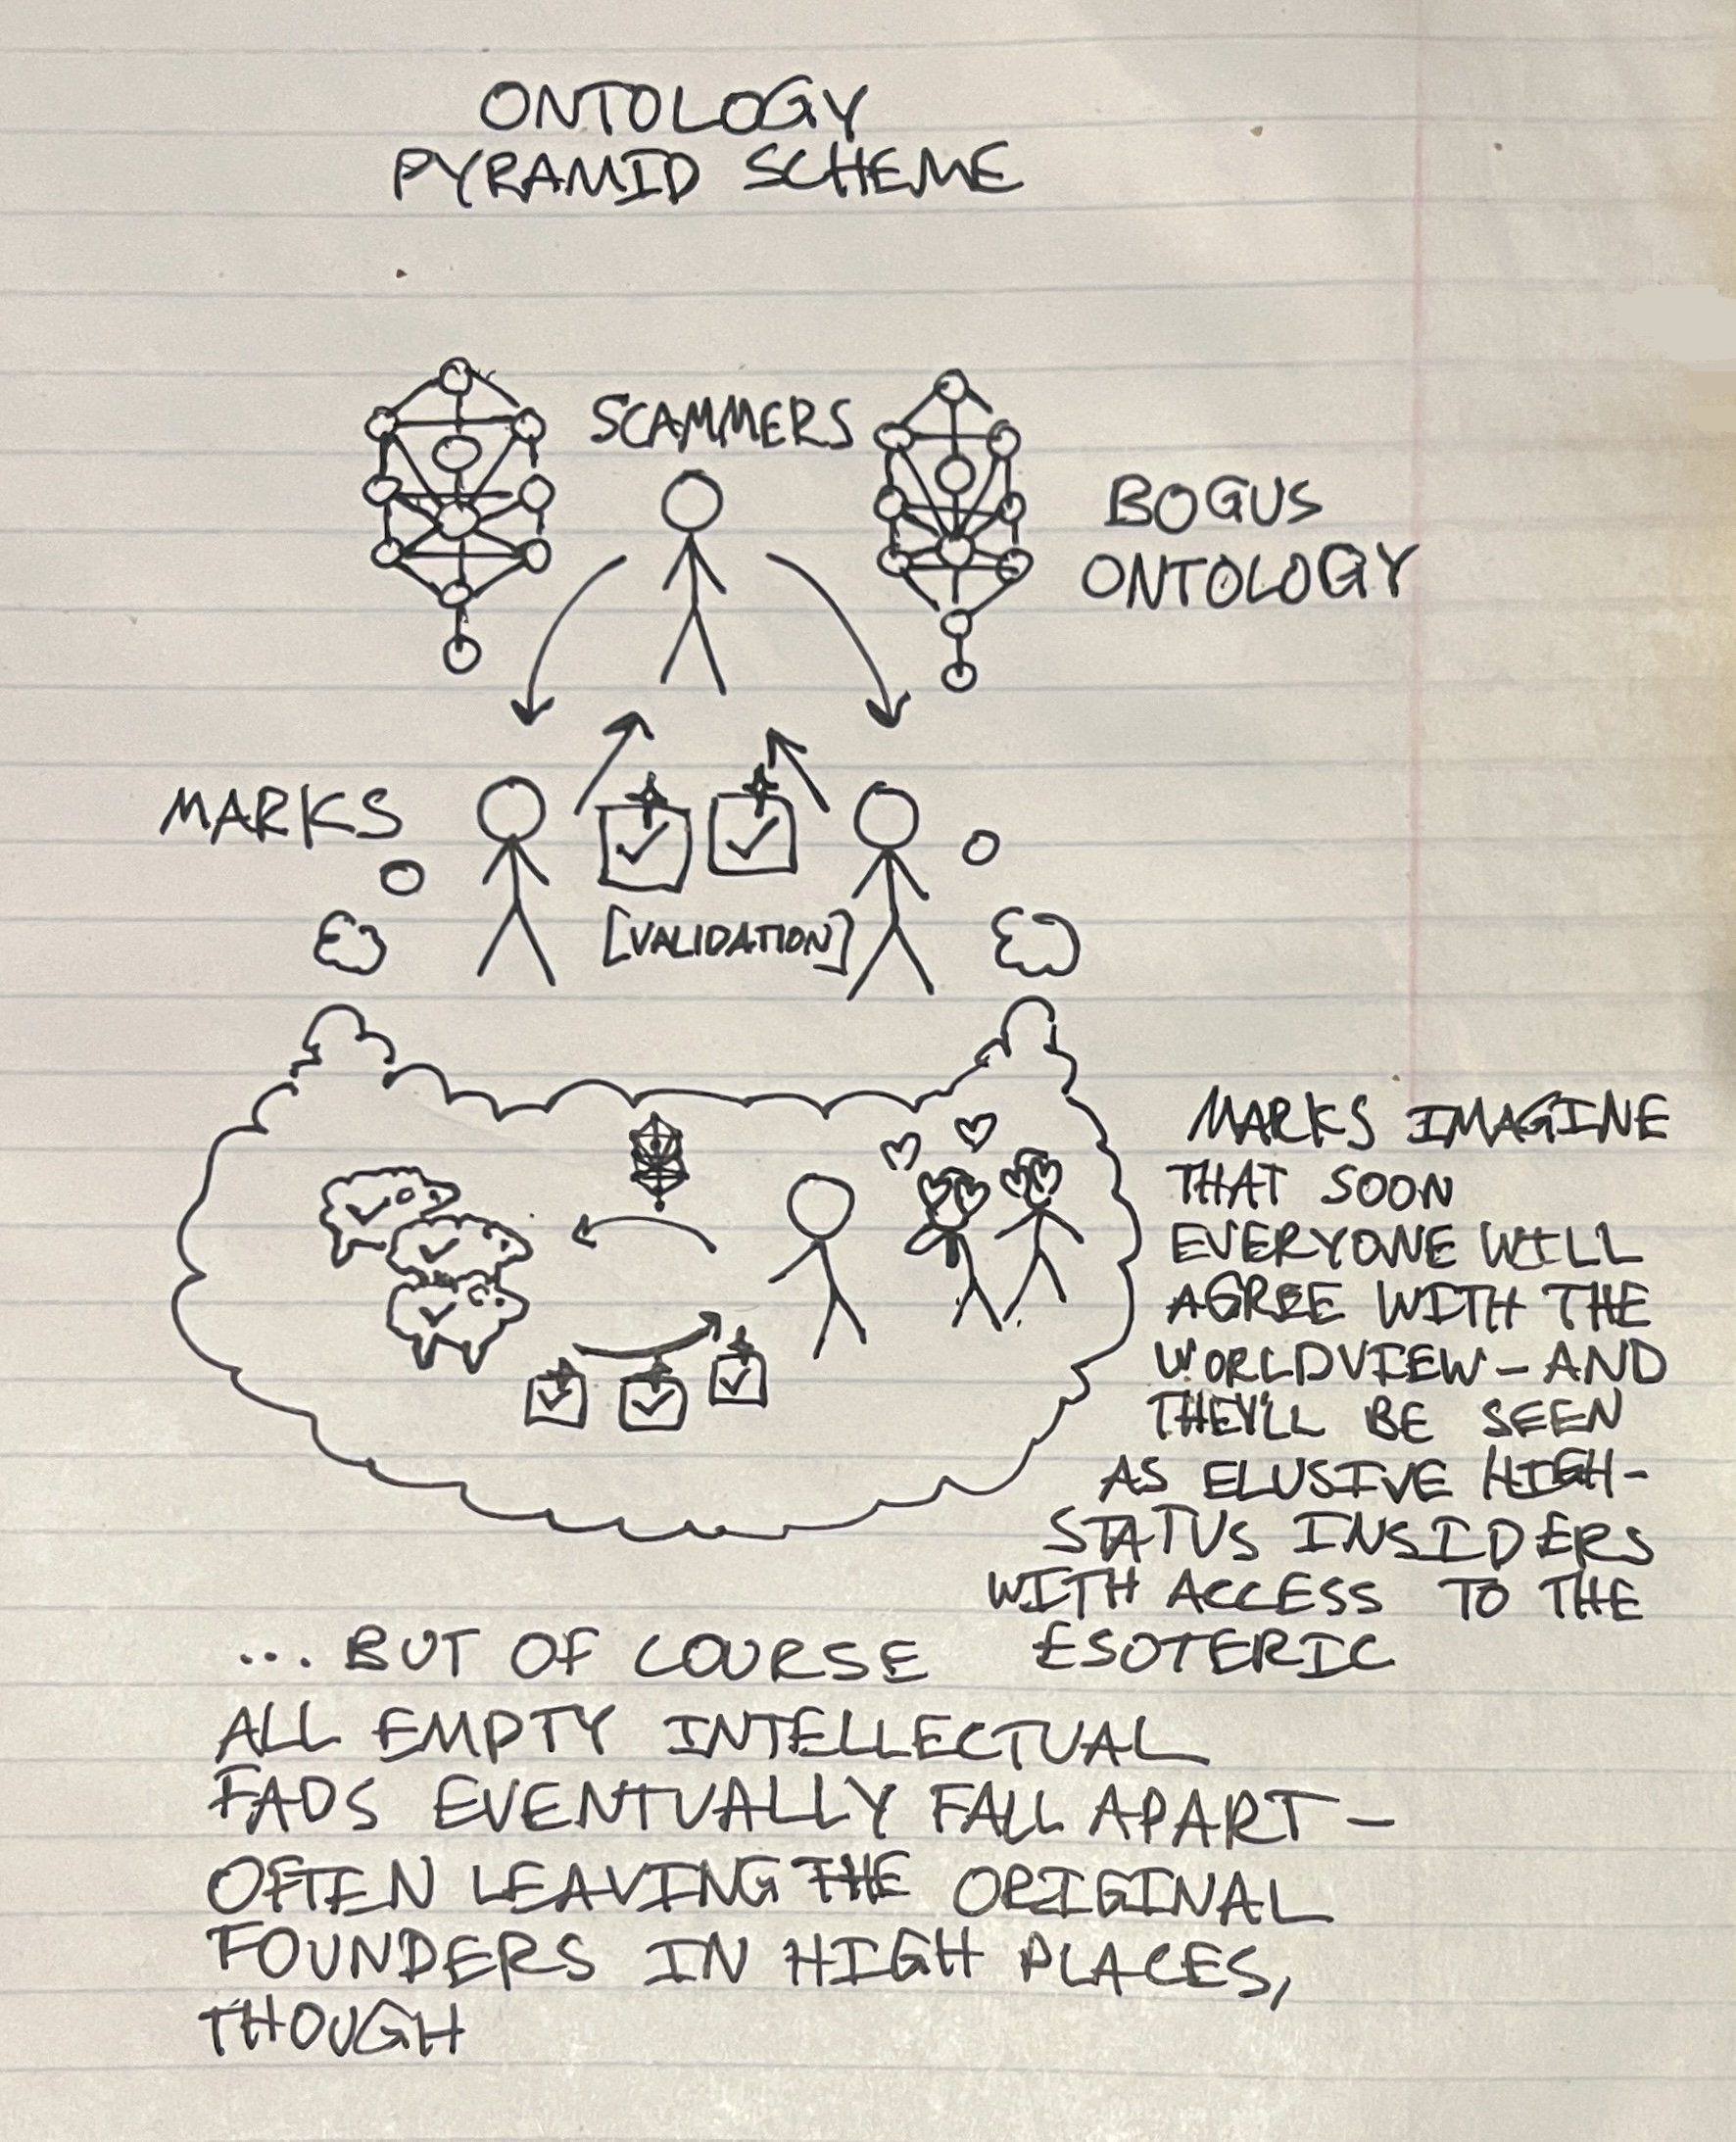 ONTOLOGY
PYRAMID SCHEME
SCAMMERS
BOGUS
ONTOLOGY
MARKS
[VALIDATION]
MARKS IMAGINE
THAT SOON
EVERYONE WILL
AGREE WITH THE
WORLDVIEW - AND
THEY'LL BE SEEN
AS ELUSIVE HIGH-
STATUS INSIDERS
WITH ACCESS TO THE
ESOTERIC
... BUT OF COURSE
ALL EMPTY INTELLECTUAL
FADS EVENTUALLY FALL APART -
OFTEN LEAVING THE ORIGINAL
FOUNDERS IN HIGH PLACES,
THOUGH